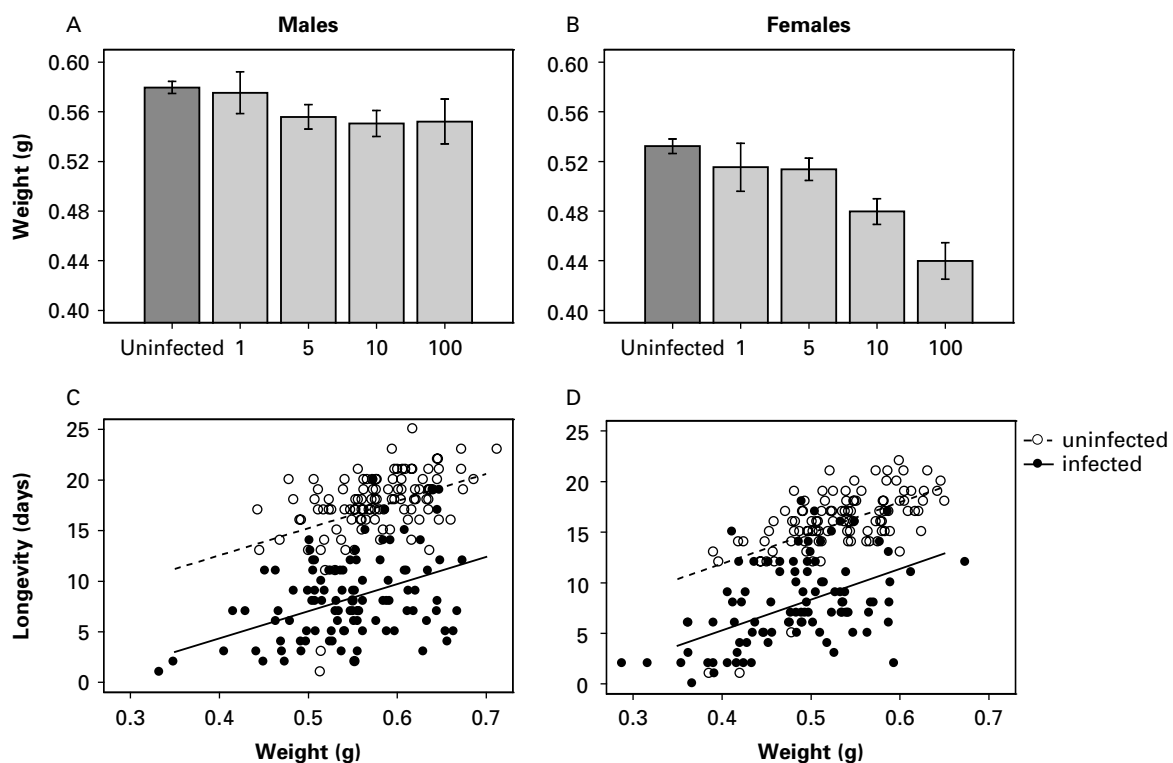 A Males
0.60
0.56
0.52
0.48
0.44
0.40
Weight (g)
Uninfected 1 5 10 100
B Females
0.60
0.56
0.52
0.48
0.44
0.40
Uninfected 1 5 10 100
C
25
20
15
10
5
0
Longevity (days)
0.3 0.4 0.5 0.6 0.7
Weight (g)
D
25
20
15
10
5
0
0.3 0.4 0.5 0.6 0.7
Weight (g)
uninfected
infected